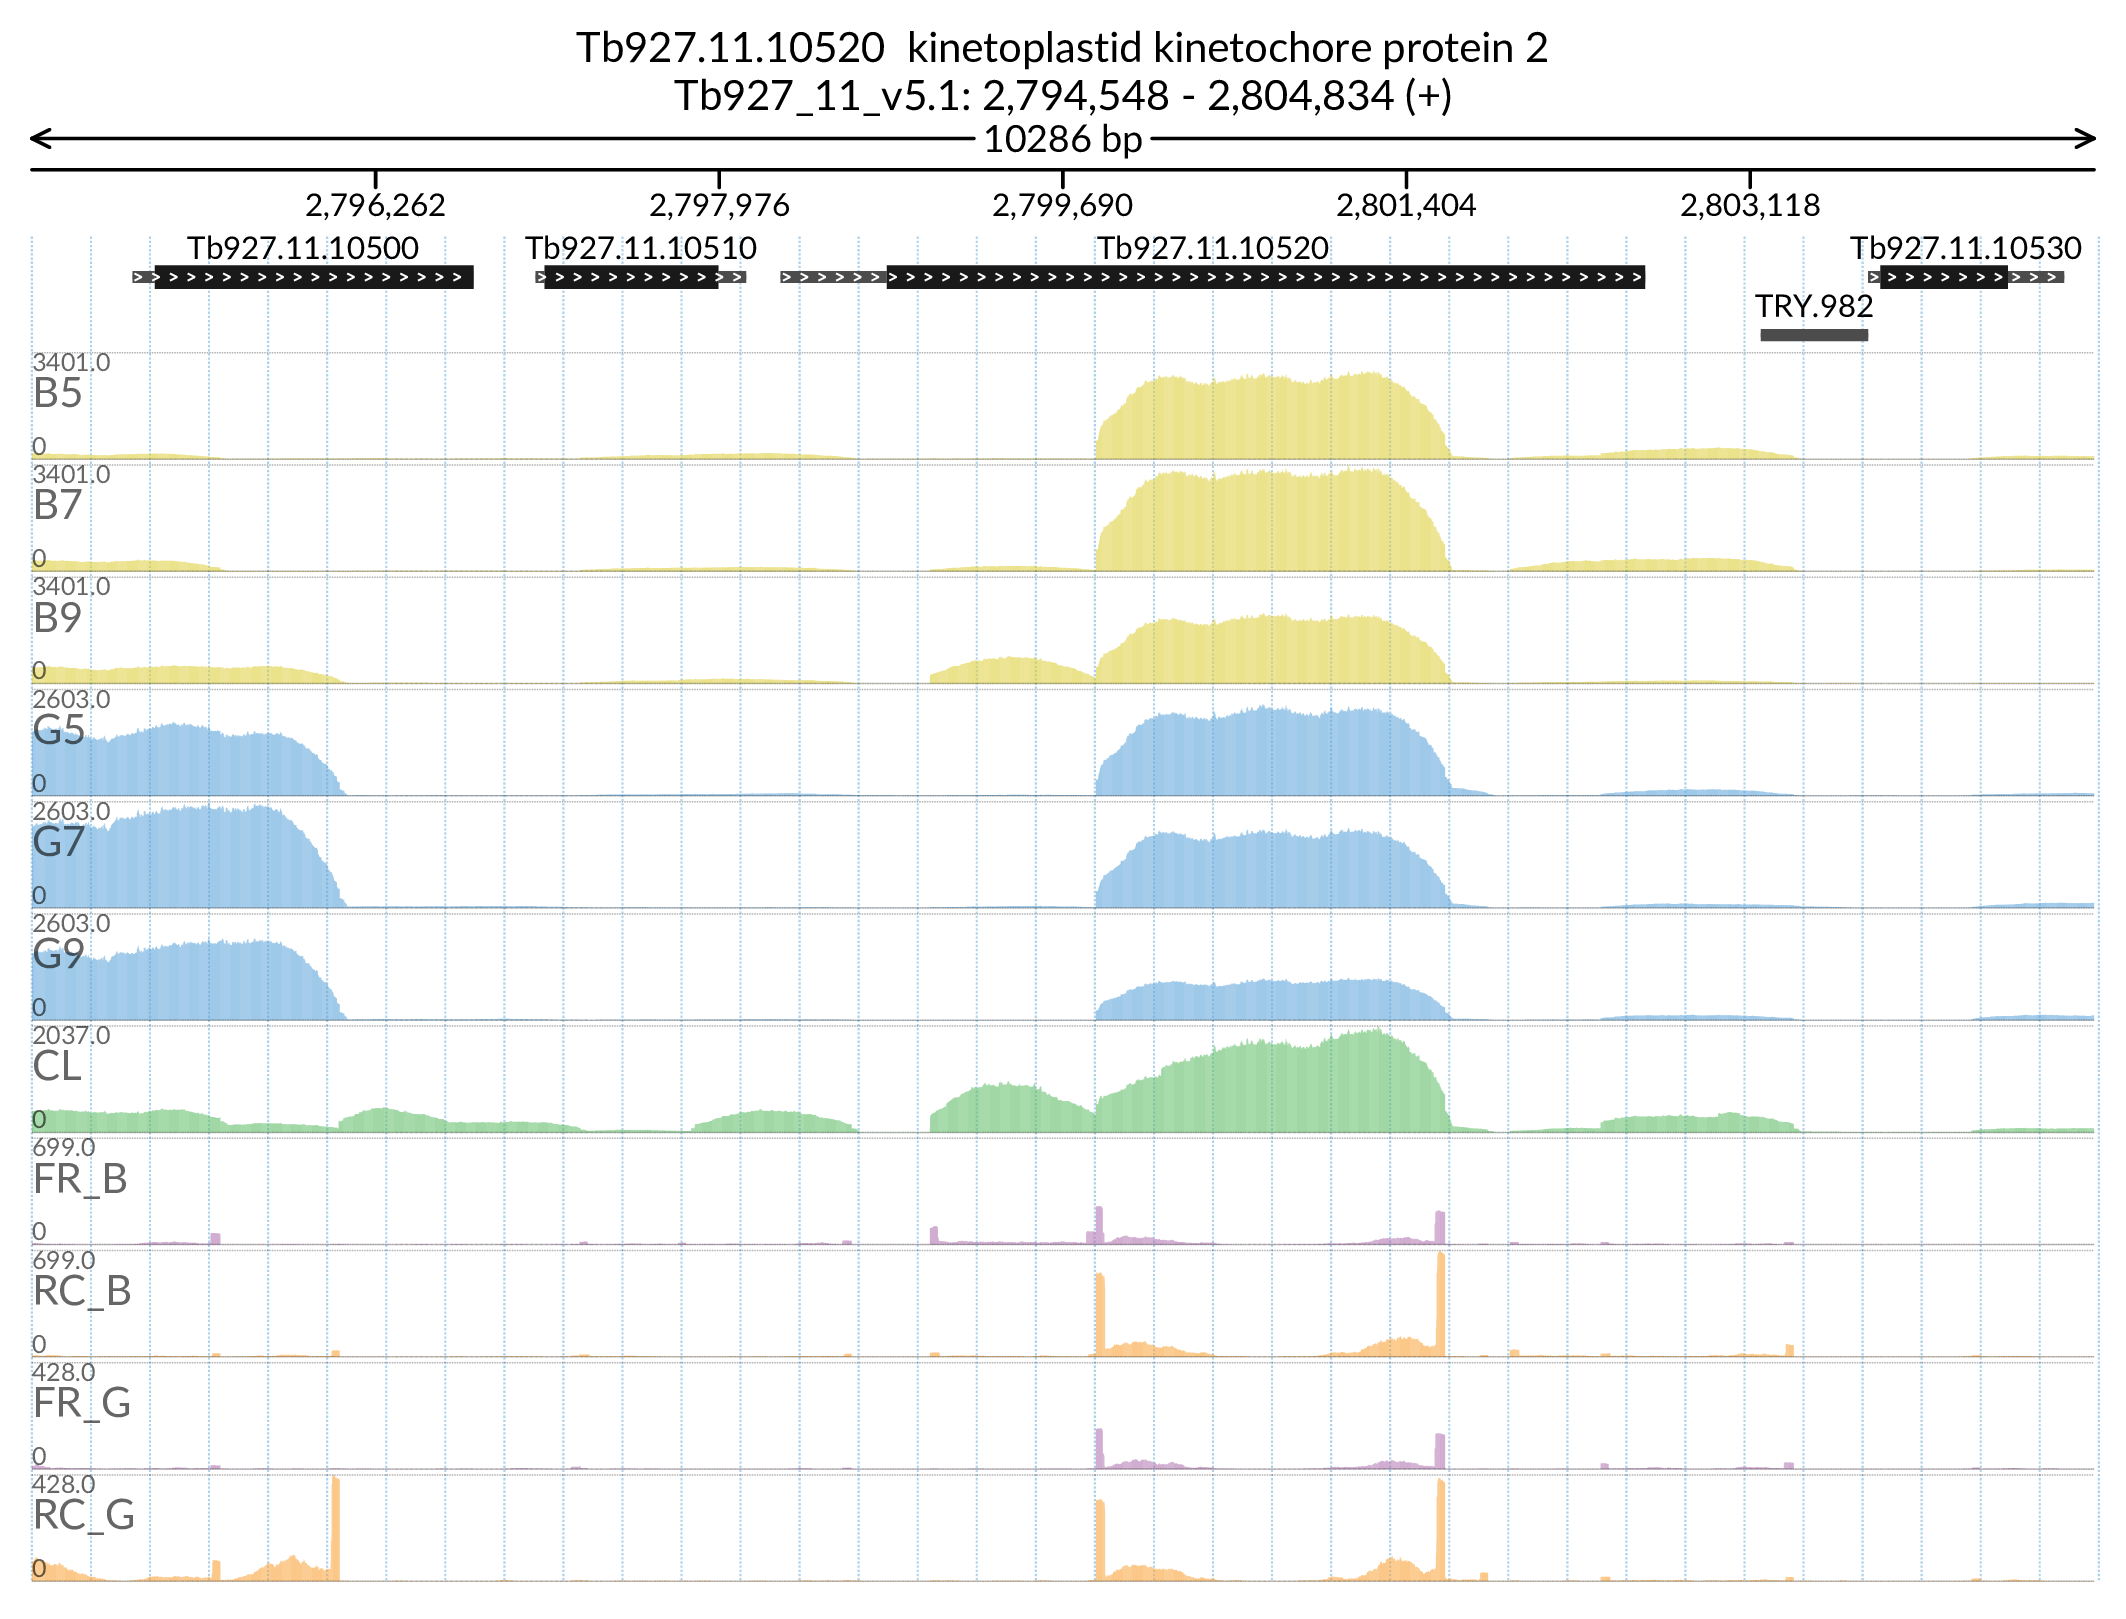 Tb927.11.10520  kinetoplastid kinetochore protein 2
Tb927_11_v5.1: 2,794,548 - 2,804,834 (+)
10286 bp
2,796,262 2,797,976 2,799,690 2,801,404 2,803,118
Tb927.11.10500 Tb927.11.10510 Tb927.11.10520 Tb927.11.10530
TRY.982
3401.0
B5
0
3401.0
B7
0
3401.0
B9
0
2603.0
G5
0
2603.0
G7
0
2603.0
G9
0
2037.0
CL
0
699.0
FR_B
0
699.0
RC_B
0
428.0
FR_G
0
428.0
RC_G
0